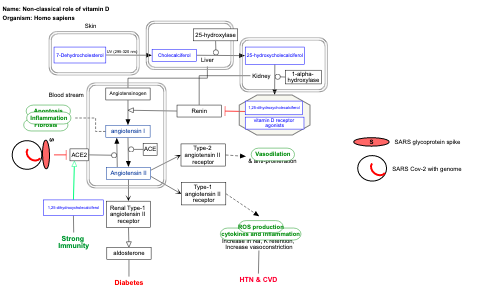 Name: Non-classical role of vitamin D
Organism: Homo sapiens
Skin
25-hydroxylase
7-Dehydrocholesterol
UV (295-320 nm)
Cholecalciferol
25-hydroxycholecalciferol
Liver
Kidney
1-alpha-
hydroxylase
Blood stream
Angiotensinogen
Renin
1,25-dihydroxycholecalciferol
vitamin D receptor
agonists
Apoptosis
Inflammation
Fibrosis
angiotensin I
S
ACE2
ACE
Type-2
angiotensin II
receptor
Vasodilation
& anti-proliferation
S
SARS glycoprotein spike
SARS Cov-2 with genome
Angiotensin II
Type-1
angiotensin II
receptor
1,25-dihydroxycholecalciferol
Renal Type-1
angiotensin II
receptor
Strong
Immunity
ROS production
cytokines and inflammation
Increase in Na, K retention,
Increase vasoconstriction
aldosterone
Diabetes
HTN & CVD